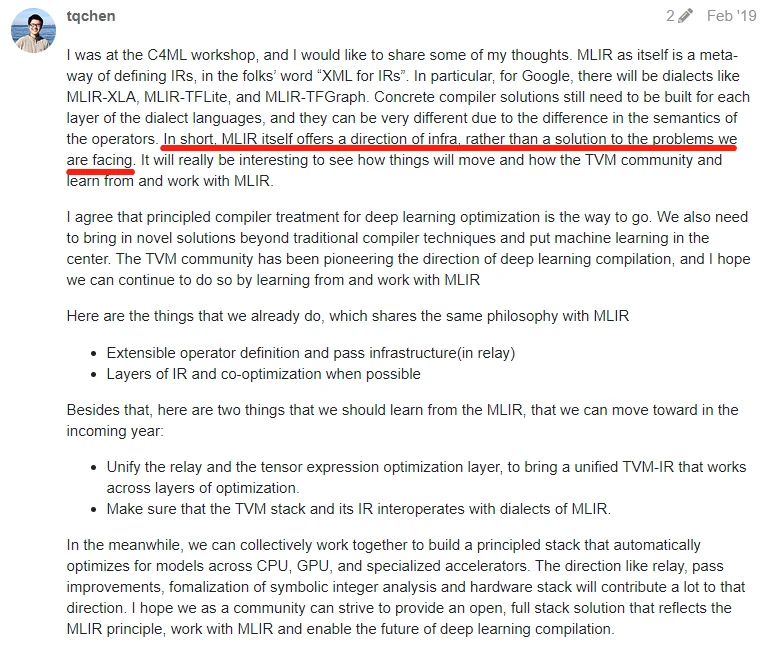 tqchen
2 Feb '19
I was at the C4ML workshop, and I would like to share some of my thoughts. MLIR as itself is a meta-
way of defining IRs, in the folks’ word “XML for IRs”. In particular, for Google, there will be dialects like
MLIR-XLA, MLIR-TFLite, and MLIR-TFGraph. Concrete compiler solutions still need to be built for each
layer of the dialect languages, and they can be very different due to the difference in the semantics of
the operators. In short, MLIR itself offers a direction of infra, rather than a solution to the problems we
are facing. It will really be interesting to see how things will move and how the TVM community and
learn from and work with MLIR.
I agree that principled compiler treatment for deep learning optimization is the way to go. We also need
to bring in novel solutions beyond traditional compiler techniques and put machine learning in the
center. The TVM community has been pioneering the direction of deep learning compilation, and I hope
we can continue to do so by learning from and work with MLIR
Here are the things that we already do, which shares the same philosophy with MLIR
• Extensible operator definition and pass infrastructure(in relay)
• Layers of IR and co-optimization when possible
Besides that, here are two things that we should learn from the MLIR, that we can move toward in the
incoming year:
• Unify the relay and the tensor expression optimization layer, to bring a unified TVM-IR that works
across layers of optimization.
• Make sure that the TVM stack and its IR interoperates with dialects of MLIR.
In the meanwhile, we can collectively work together to build a principled stack that automatically
optimizes for models across CPU, GPU, and specialized accelerators. The direction like relay, pass
improvements, fomalization of symbolic integer analysis and hardware stack will contribute a lot to that
direction. I hope we as a community can strive to provide an open, full stack solution that reflects the
MLIR principle, work with MLIR and enable the future of deep learning compilation.